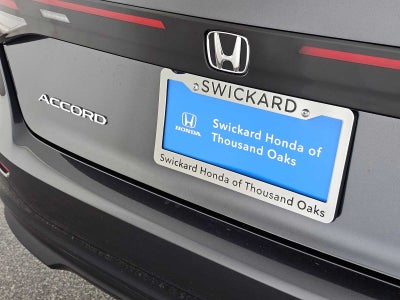 ACCORD
SWICKARD
HONDA
Swickard Honda of
Thousand Oaks
Swickard Honda of Thousand Oaks